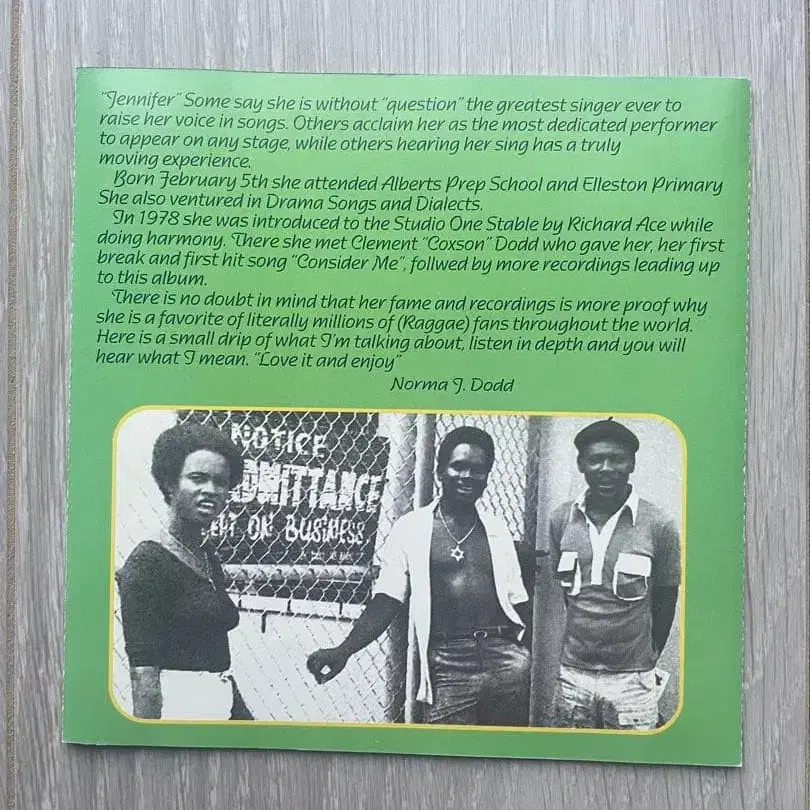 "Jennifer" Some say she is without "question" the greatest singer ever to
raise her voice in songs. Others acclaim her as the most dedicated performer
to appear on any stage, while others hearing her sing has a truly
moving experience.
Born February 5th she attended Alberts Prep School and Elleston Primary
She also ventured in Drama Songs and Dialects.
In 1978 she was introduced to the Studio One Stable by Richard Ace while
doing harmony. There she met Clement "Coxson" Dodd who gave her, her first
break and first hit song "Consider Me", follwed by more recordings leading up
to this album.
There is no doubt in mind that her fame and recordings is more proof why
she is a favorite of literally millions of (Raggae) fans throughout the world.
Here is a small drip of what I'm talking about, listen in depth and you will
hear what I mean. "Love it and enjoy"
Norma J. Dodd
NOTICE
DMITTANCE
ON BUSINESS